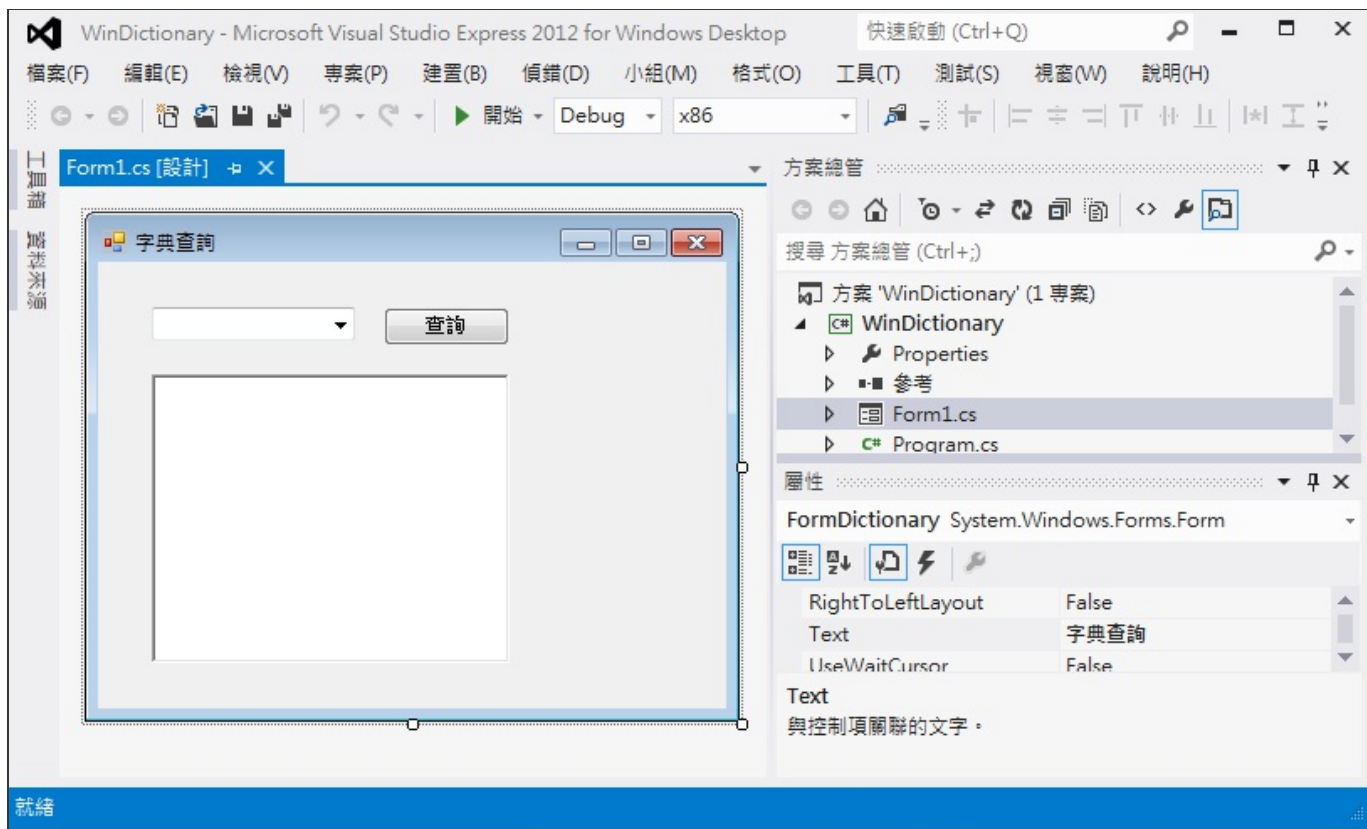 WinDictionary - Microsoft Visual Studio Express 2012 for Windows Desktop
快速啟動 (Ctrl+Q)
檔案(F) 編輯(E) 檢視(V) 專案(P) 建置(B) 偵錯(D) 小組(M) 格式(O) 工具(T) 測試(S) 視窗(W) 說明(H)
開始 Debug x86
工具箱
資料來源
Form1.cs [設計]
字典查詢
查詢
方案總管
搜尋 方案總管 (Ctrl+;)
方案 'WinDictionary' (1 專案)
C# WinDictionary
Properties
參考
Form1.cs
C# Program.cs
屬性
FormDictionary System.Windows.Forms.Form
RightToLeftLayout False
Text 字典查詢
UseWaitCursor False
Text
與控制項關聯的文字。
就緒